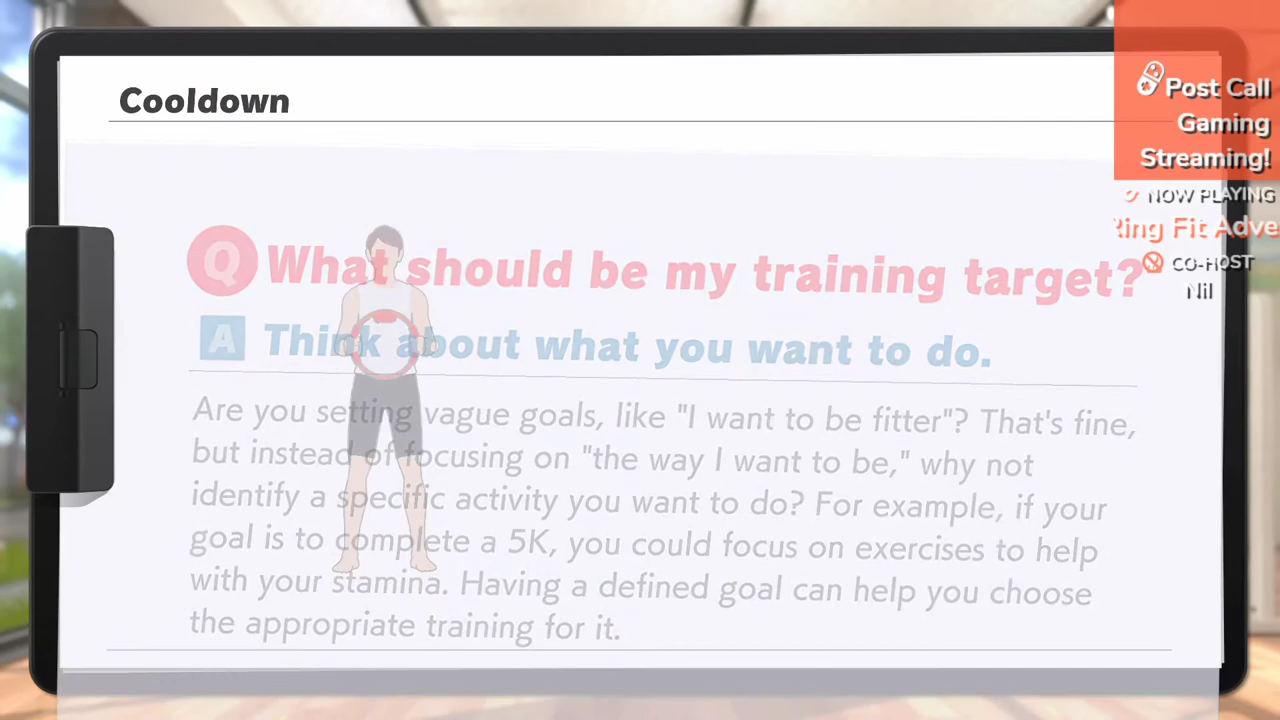 Cooldown
Q What should be my training target?
A Think about what you want to do.
Are you setting vague goals, like "I want to be fitter"? That's fine,
but instead of focusing on "the way I want to be," why not
identify a specific activity you want to do? For example, if your
goal is to complete a 5K, you could focus on exercises to help
with your stamina. Having a defined goal can help you choose
the appropriate training for it.
Post Call
Gaming
Streaming!
NOW PLAYING
Ring Fit Adve
CO-HOST
Nil